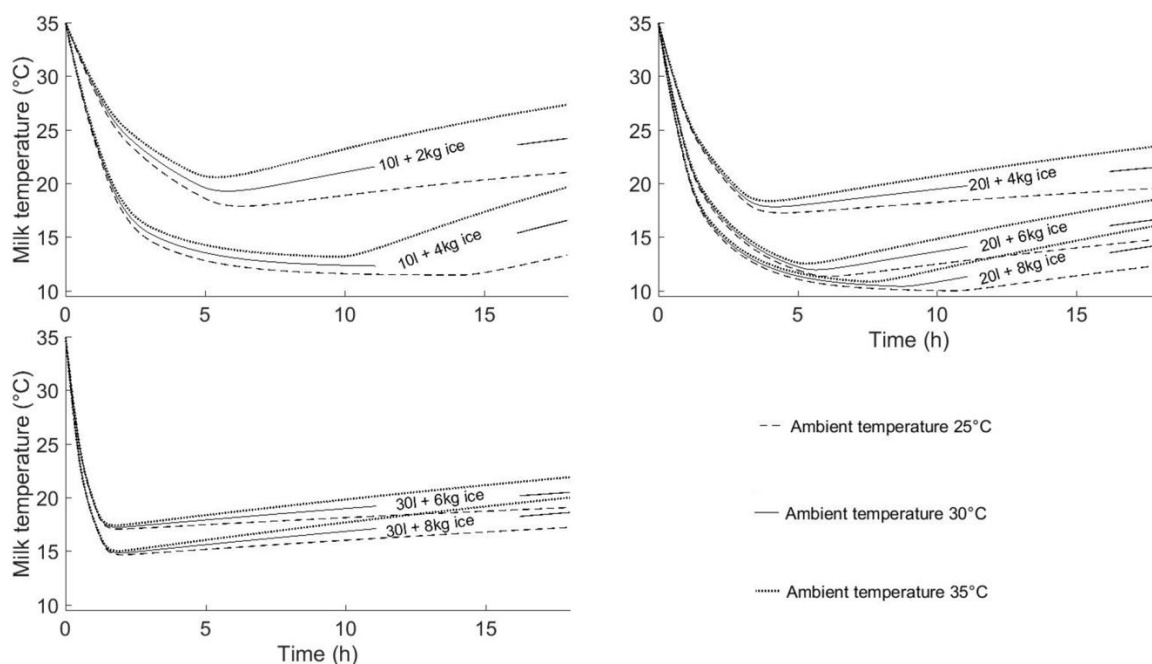 35
30
25
20
15
10
Milk temperature (°C)
10l + 2kg ice
10l + 4kg ice
0
5
10
15
35
30
25
20
15
10
20l + 4kg ice
20l + 6kg ice
20l + 8kg ice
0
5
10
15
Time (h)
35
30
25
20
15
10
Milk temperature (°C)
30l + 6kg ice
30l + 8kg ice
0
5
10
15
Time (h)
Ambient temperature 25°C
Ambient temperature 30°C
Ambient temperature 35°C